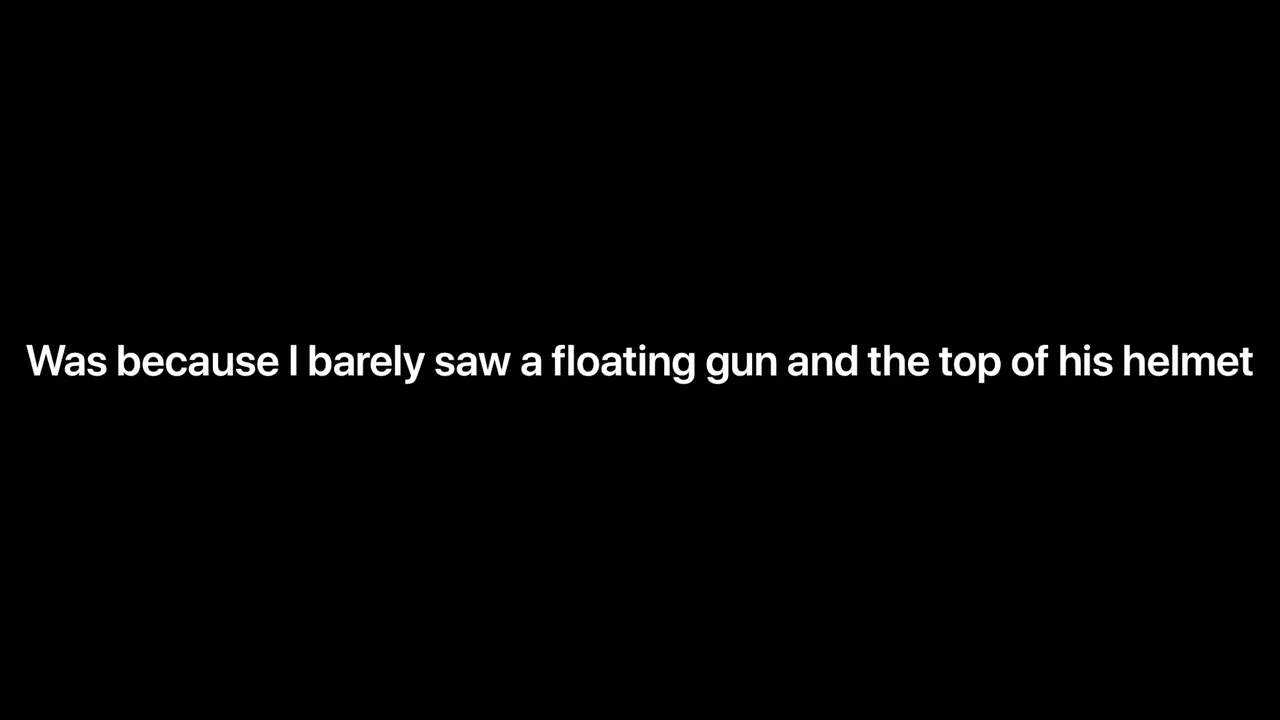 Was because I barely saw a floating gun and the top of his helmet